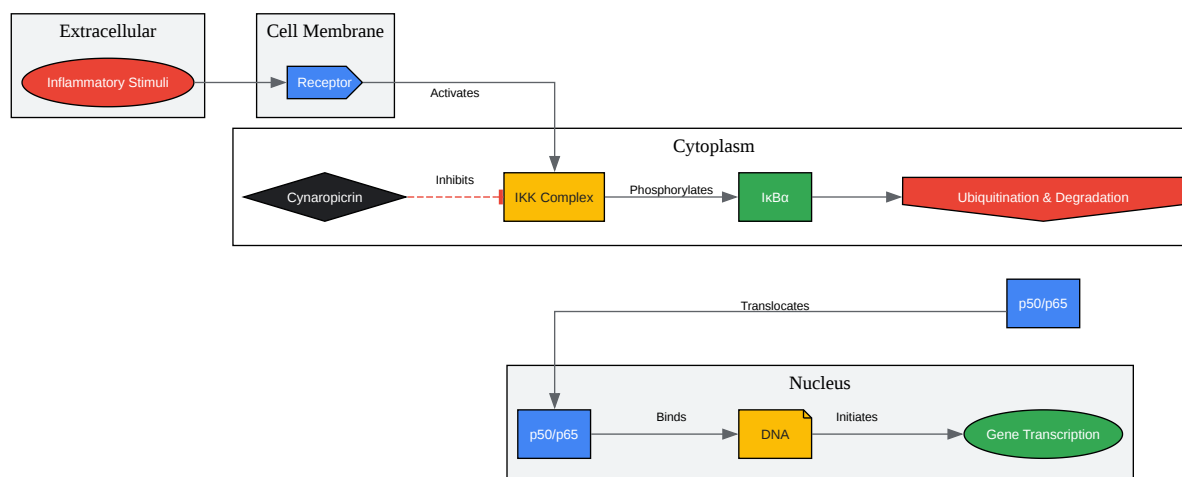 Extracellular
Inflammatory Stimuli
Cell Membrane
Receptor
Activates
Cytoplasm
Cynaropicrin
Inhibits
IKK Complex
Phosphorylates
IκBα
Ubiquitination & Degradation
p50/p65
Translocates
Nucleus
p50/p65
Binds
DNA
Initiates
Gene Transcription